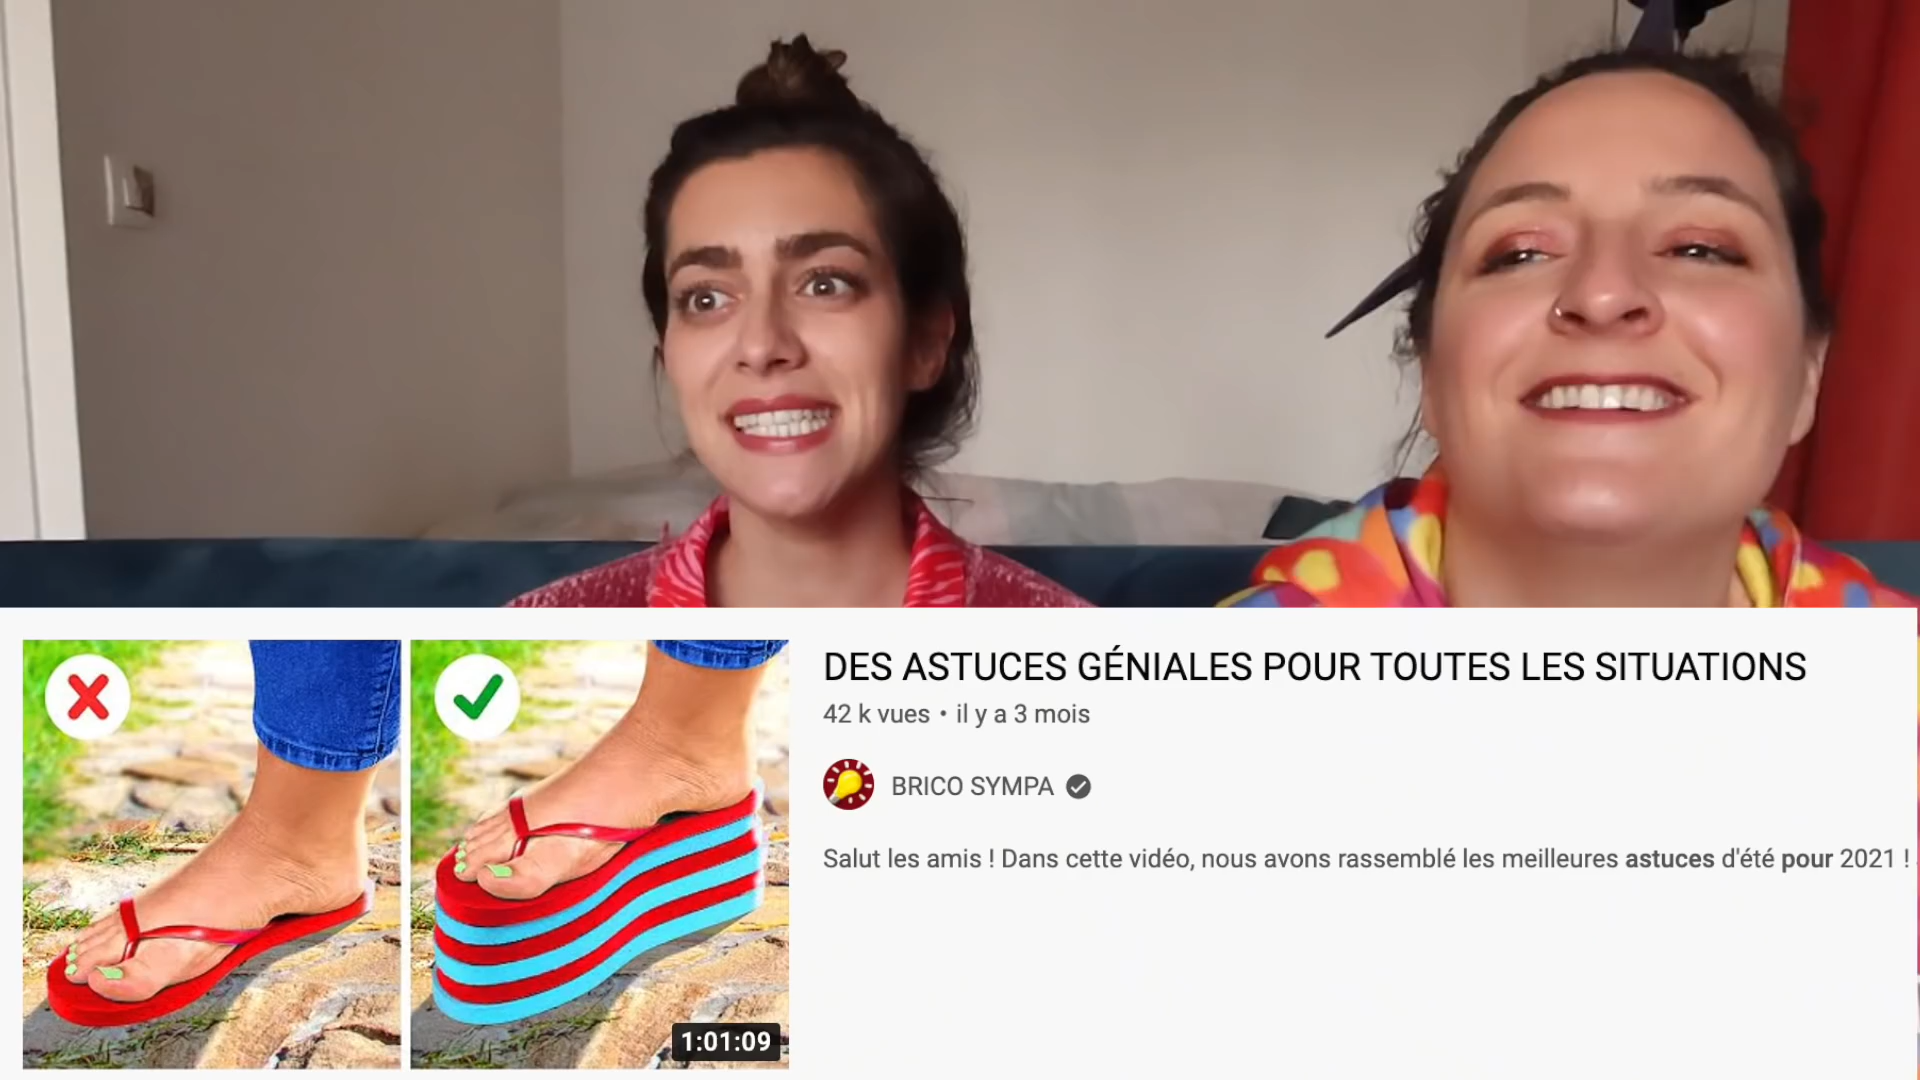 DES ASTUCES GÉNIALES POUR TOUTES LES SITUATIONS
42 k vues • il y a 3 mois
BRICO SYMPA
Salut les amis ! Dans cette vidéo, nous avons rassemblé les meilleures astuces d'été pour 2021 !
1:01:09